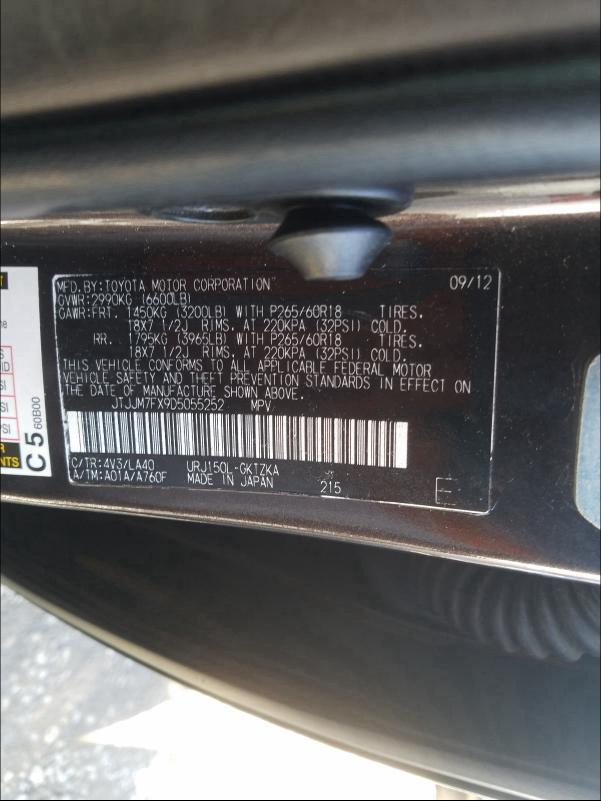 MFD.BY:TOYOTA MOTOR CORPORATION 09/12
GVWR:2990KG (6600LB)
GAWR:FRT. 1450KG (3200LB) WITH P265/60R18 TIRES.
18X7 1/2J RIMS, AT 220KPA (32PSI) COLD.
RR. 1795KG (3965LB) WITH P265/60R18 TIRES.
18X7 1/2J RIMS, AT 220KPA (32PSI) COLD.
THIS VEHICLE CONFORMS TO ALL APPLICABLE FEDERAL MOTOR
VEHICLE SAFETY AND THEFT PREVENTION STANDARDS IN EFFECT ON
THE DATE OF MANUFACTURE SHOWN ABOVE.
JTJJM7FX9D5055252 MPV
C/TR:4V3/LA40 URJ150L-GKTZKA
A/TM:A01A/A760F MADE IN JAPAN 215
C5 60B00